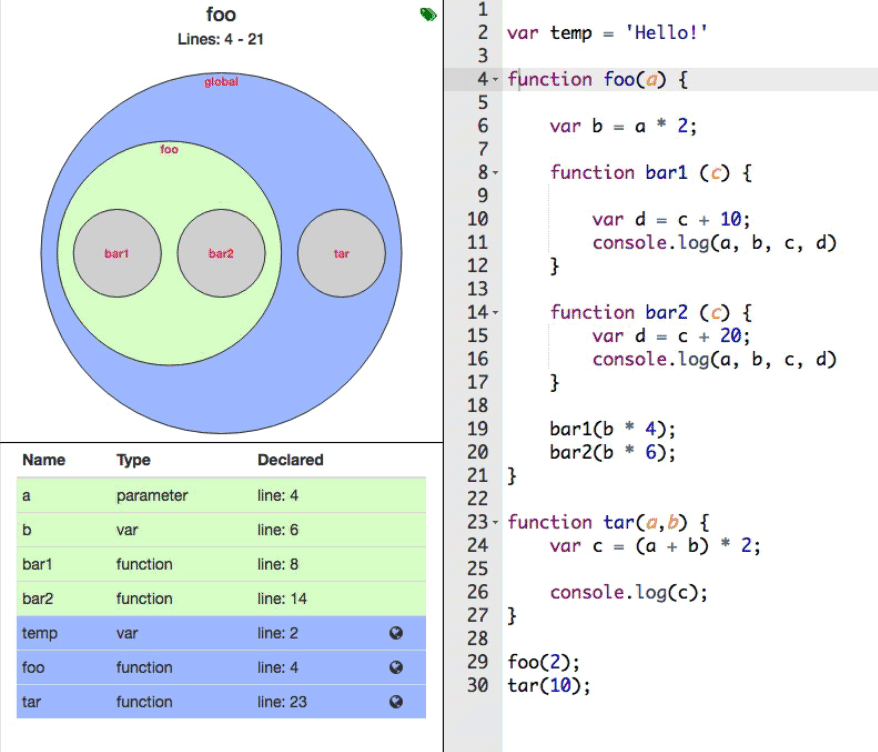 foo
Lines: 4 - 21
global
foo
bar1
bar2
tar
Name Type Declared
a parameter line: 4
b var line: 6
bar1 function line: 8
bar2 function line: 14
temp var line: 2
foo function line: 4
tar function line: 23
1
2 var temp = 'Hello!'
3
4 function foo(a) {
5
6 var b = a * 2;
7
8 function bar1 (c) {
9
10 var d = c + 10;
11 console.log(a, b, c, d)
12 }
13
14 function bar2 (c) {
15 var d = c + 20;
16 console.log(a, b, c, d)
17 }
18
19 bar1(b * 4);
20 bar2(b * 6);
21 }
22
23 function tar(a,b) {
24 var c = (a + b) * 2;
25
26 console.log(c);
27 }
28
29 foo(2);
30 tar(10);